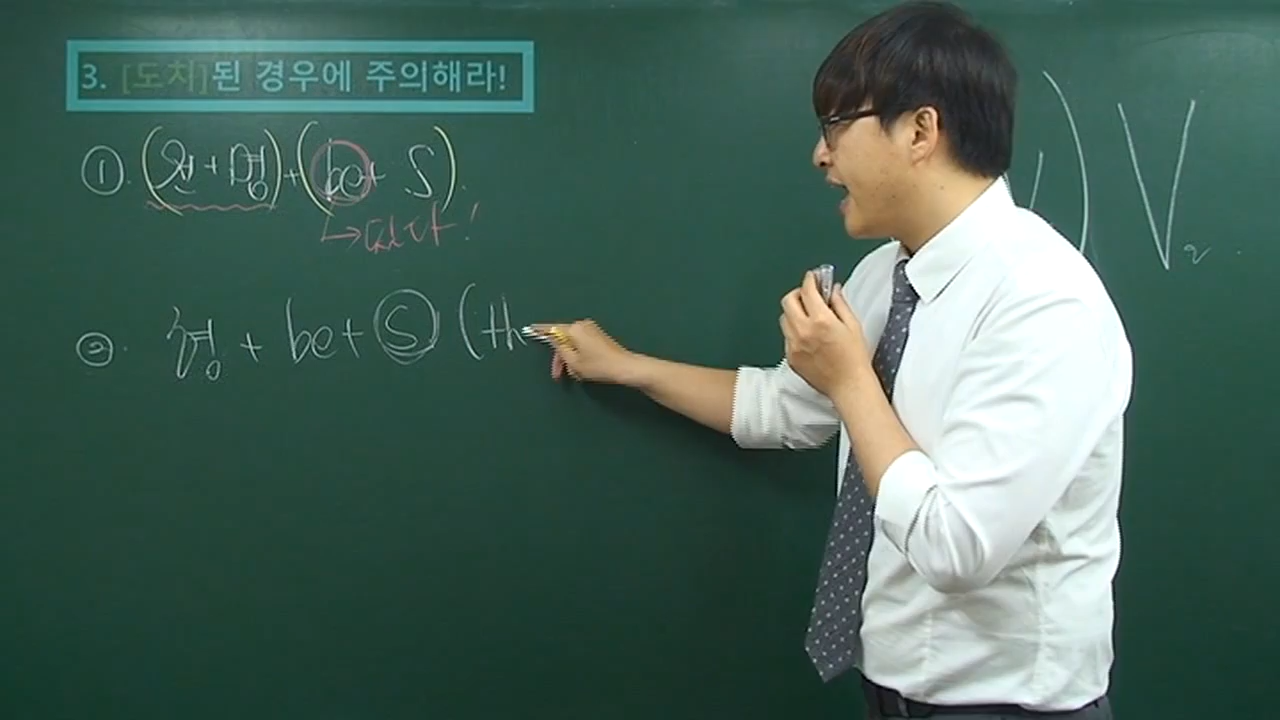 3. [도치]된 경우에 주의해라!
①. (전+명)+(be+ S).
→있다!
②. 형 + be+ S (th
) V₂